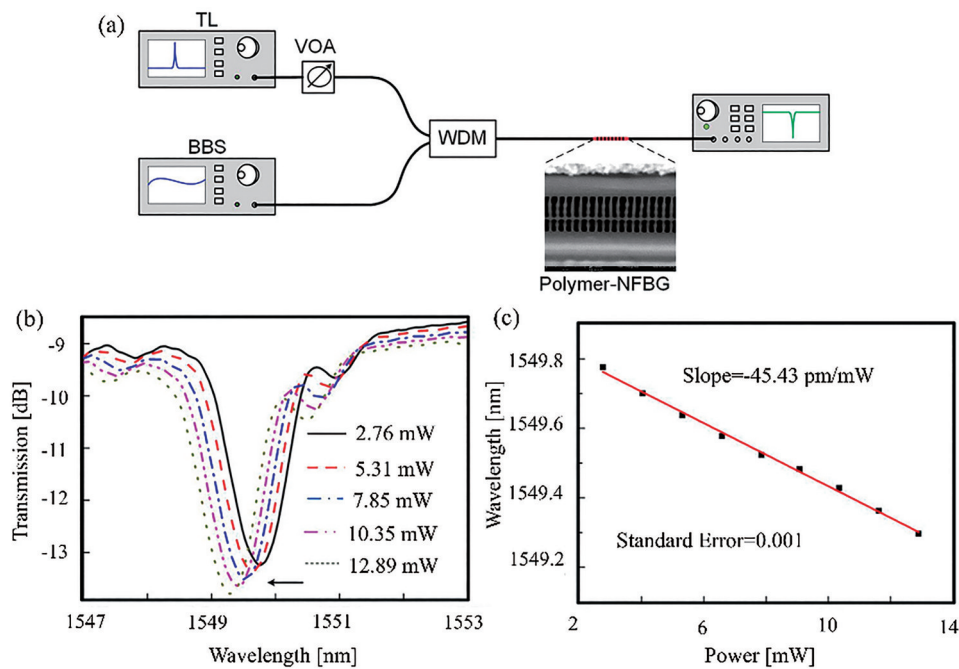 (a)
TL
VOA
BBS
WDM
Polymer-NFBG
(b)
Transmission [dB]
-9
-10
-11
-12
-13
2.76 mW
5.31 mW
7.85 mW
10.35 mW
12.89 mW
1547
1549
1551
1553
Wavelength [nm]
(c)
Wavelength [nm]
1549.8
1549.6
1549.4
1549.2
Slope=-45.43 pm/mW
Standard Error=0.001
2
6
10
14
Power [mW]